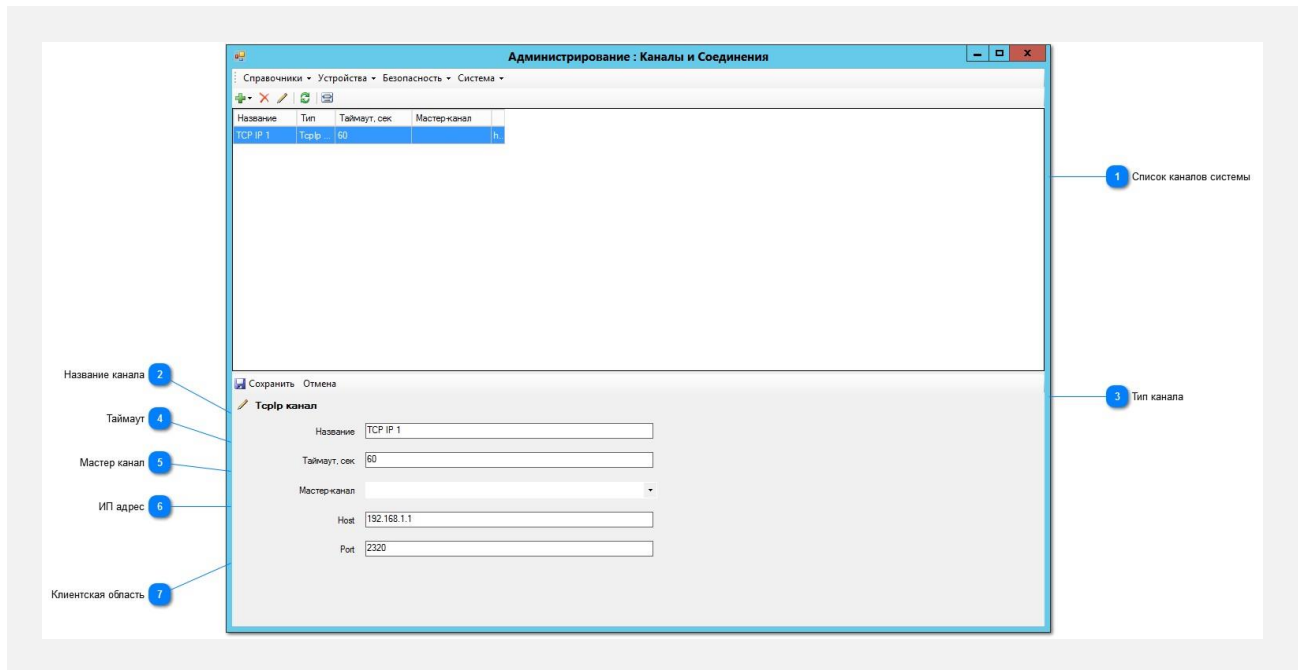 Администрирование : Каналы и Соединения
Справочники Устройства Безопасность Система
Название Тип Таймаут, сек Мастер-канал
TCP IP 1 TcpIp ... 60 h...
1 Список каналов системы
2 Название канала
Сохранить Отмена
3 Тип канала
TcpIp канал
4 Таймаут
Название TCP IP 1
Таймаут, сек 60
5 Мастер канал
Мастер-канал
6 ИП адрес
Host 192.168.1.1
Port 2320
7 Клиентская область